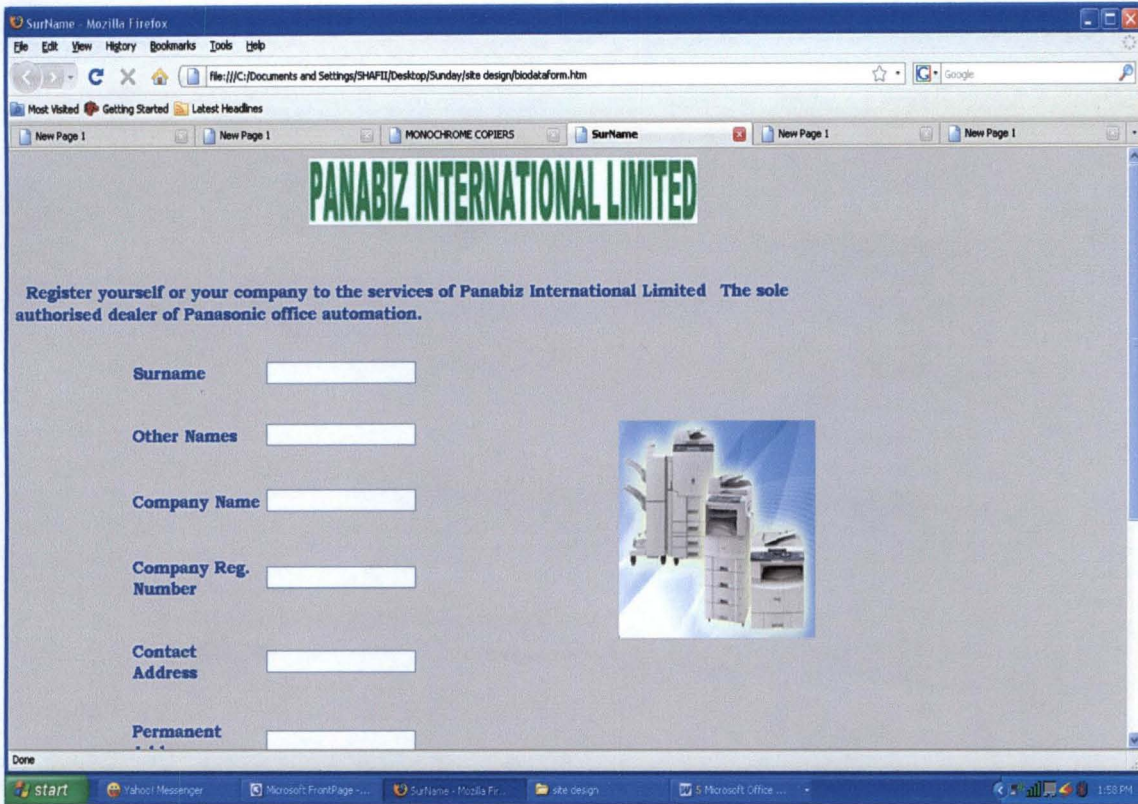 SurName - Mozilla Firefox
File Edit View History Bookmarks Tools Help
file:///C:/Documents and Settings/SHAFII/Desktop/Sunday/site design/biodataform.htm
Google
Most Visited Getting Started Latest Headlines
New Page 1 New Page 1 MONOCHROME COPIERS SurName New Page 1 New Page 1
PANABIZ INTERNATIONAL LIMITED
Register yourself or your company to the services of Panabiz International Limited The sole
authorised dealer of Panasonic office automation.
Surname
Other Names
Company Name
Company Reg.
Number
Contact
Address
Permanent
Done
start Yahoo! Messenger Microsoft FrontPage -... SurName - Mozilla Fir... site design 5 Microsoft Office ... 1:58 PM